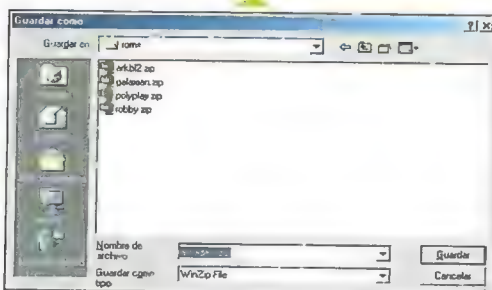 Guardar como
Guardar en roms
arkbl2.zip
galaxian.zip
polyplay.zip
robby.zip
Nombre de archivo
Guardar
Guardar como tipo
WinZip File
Cancelar